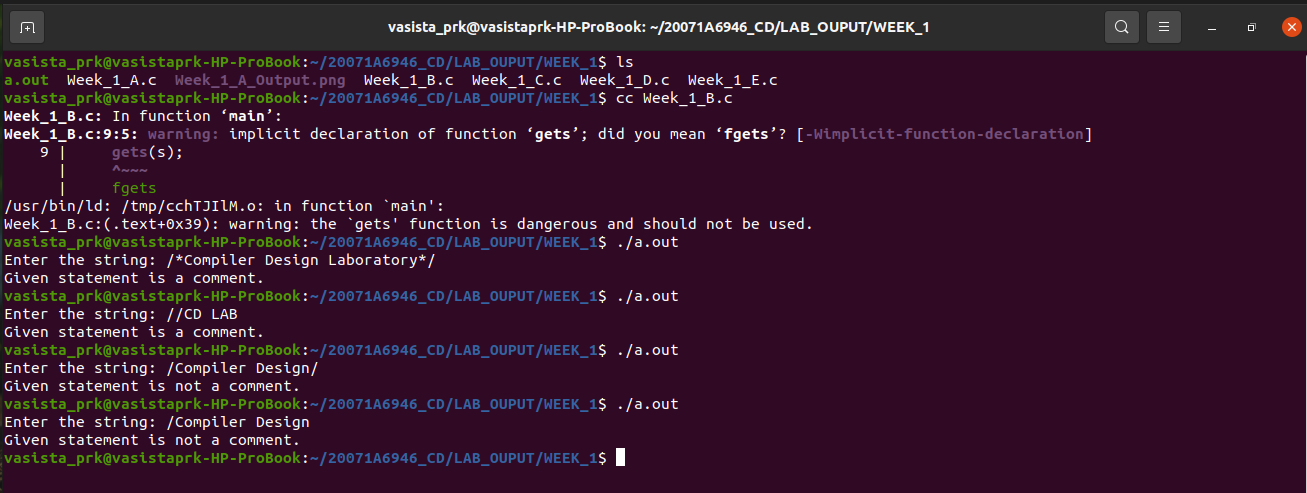 vasista_prk@vasistaprk-HP-ProBook: ~/20071A6946_CD/LAB_OUPUT/WEEK_1
vasista_prk@vasistaprk-HP-ProBook:~/20071A6946_CD/LAB_OUPUT/WEEK_1$ ls
a.out  Week_1_A.c  Week_1_A_Output.png  Week_1_B.c  Week_1_C.c  Week_1_D.c  Week_1_E.c
vasista_prk@vasistaprk-HP-ProBook:~/20071A6946_CD/LAB_OUPUT/WEEK_1$ cc Week_1_B.c
Week_1_B.c: In function ‘main’:
Week_1_B.c:9:5: warning: implicit declaration of function ‘gets’; did you mean ‘fgets’? [-Wimplicit-function-declaration]
    9 |     gets(s);
      |     ^~~~
      |     fgets
/usr/bin/ld: /tmp/cchTJIlM.o: in function `main':
Week_1_B.c:(.text+0x39): warning: the `gets' function is dangerous and should not be used.
vasista_prk@vasistaprk-HP-ProBook:~/20071A6946_CD/LAB_OUPUT/WEEK_1$ ./a.out
Enter the string: /*Compiler Design Laboratory*/
Given statement is a comment.
vasista_prk@vasistaprk-HP-ProBook:~/20071A6946_CD/LAB_OUPUT/WEEK_1$ ./a.out
Enter the string: //CD LAB
Given statement is a comment.
vasista_prk@vasistaprk-HP-ProBook:~/20071A6946_CD/LAB_OUPUT/WEEK_1$ ./a.out
Enter the string: /Compiler Design/
Given statement is not a comment.
vasista_prk@vasistaprk-HP-ProBook:~/20071A6946_CD/LAB_OUPUT/WEEK_1$ ./a.out
Enter the string: /Compiler Design
Given statement is not a comment.
vasista_prk@vasistaprk-HP-ProBook:~/20071A6946_CD/LAB_OUPUT/WEEK_1$